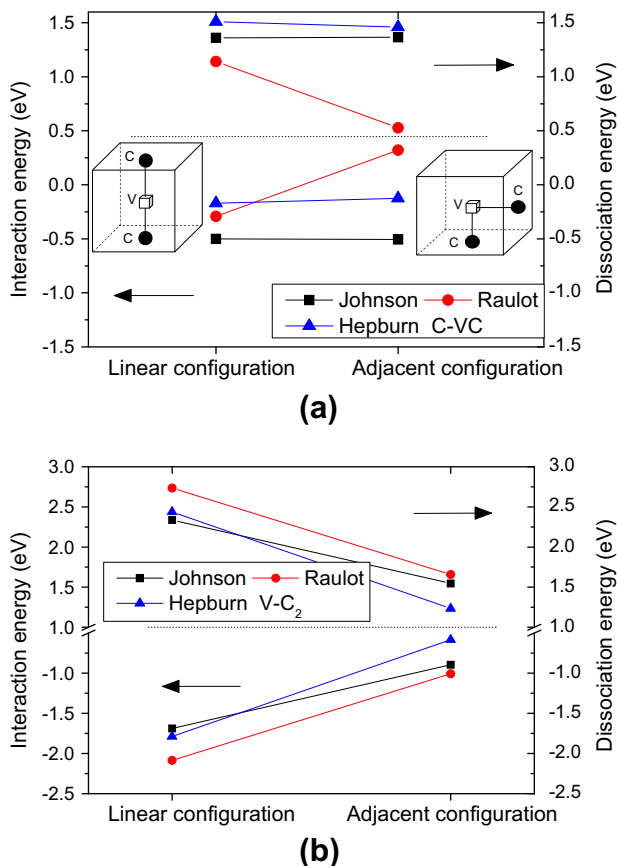 1.5 1.5
1.0 1.0
0.5 0.5
0.0 0.0
-0.5 -0.5
-1.0 -1.0
-1.5 -1.5
Interaction energy (eV)
Dissociation energy (eV)
C
V
C
C
V
C
Johnson Raulot
Hepburn C-VC
Linear configuration Adjacent configuration
(a)
3.0 3.0
2.5 2.5
2.0 2.0
1.5 1.5
1.0 1.0
-1.0 -1.0
-1.5 -1.5
-2.0 -2.0
-2.5 -2.5
Interaction energy (eV)
Dissociation energy (eV)
Johnson Raulot
Hepburn V-C₂
Linear configuration Adjacent configuration
(b)